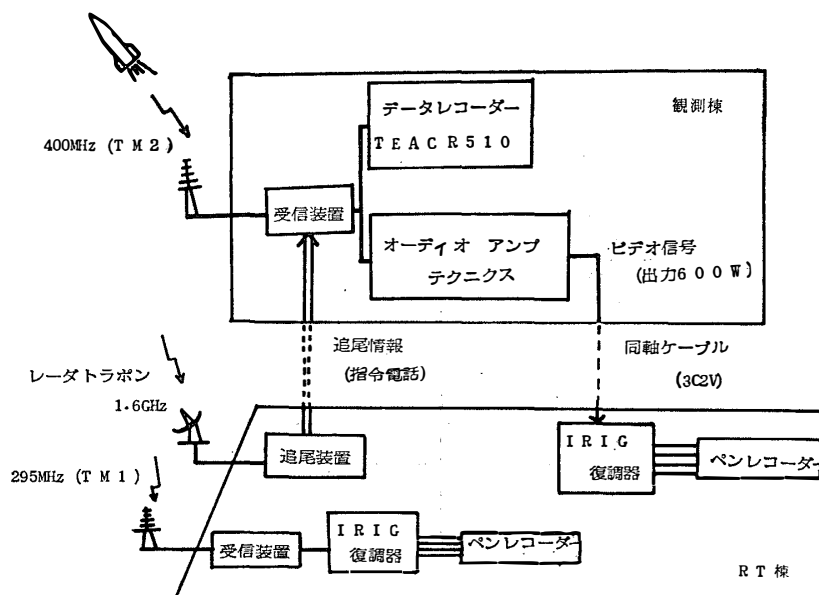 データレコーダー
TEACR510
観測棟
400MHz (TM2)
受信装置
オーディオ アンプ
テクニクス
ビデオ信号
(出力600W)
追尾情報
(指令電話)
同軸ケーブル
(3C2V)
レーダトラポン
1.6GHz
追尾装置
IRIG
復調器
ペンレコーダー
295MHz (TM1)
受信装置
IRIG
復調器
ペンレコーダー
RT棟